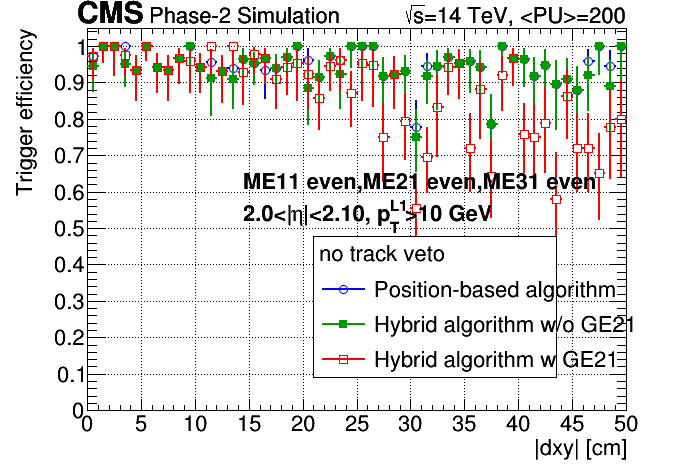 CMS Phase-2 Simulation √s=14 TeV, <PU>=200
Trigger efficiency
1
0.9
0.8
0.7
0.6
0.5
0.4
0.3
0.2
0.1
0
ME11 even,ME21 even,ME31 even
2.0<|η|<2.10, p_T^L1>10 GeV
no track veto
Position-based algorithm
Hybrid algorithm w/o GE21
Hybrid algorithm w GE21
0 5 10 15 20 25 30 35 40 45 50
|dxy| [cm]